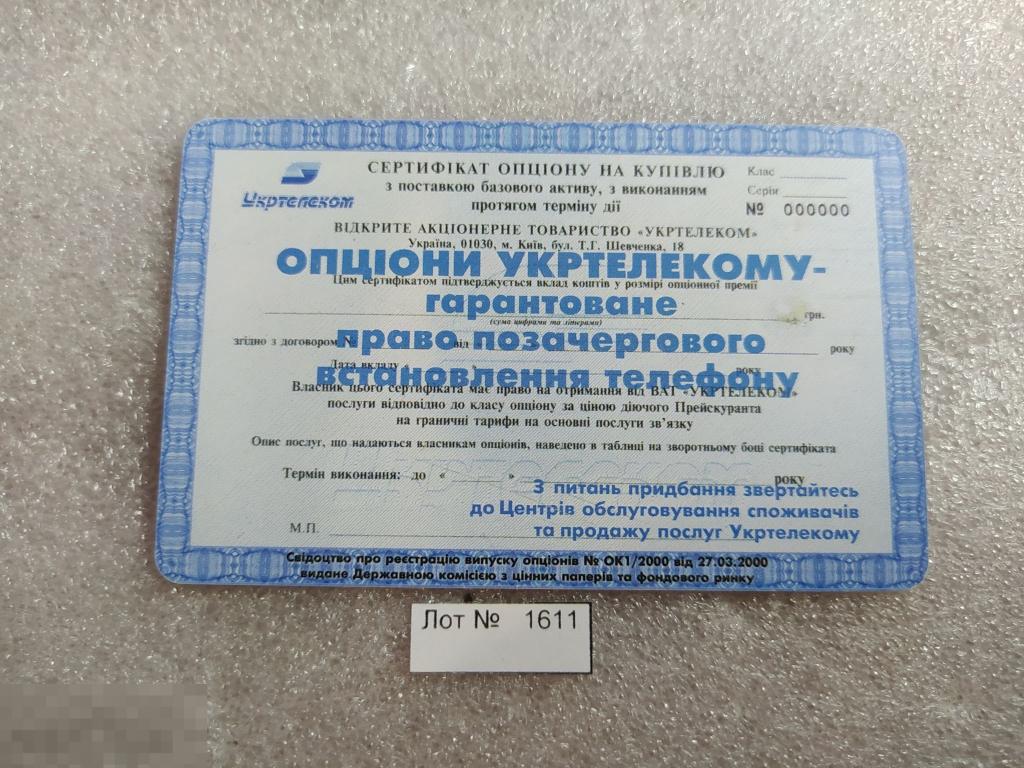 Укртелеком
СЕРТИФІКАТ ОПЦІОНУ НА КУПІВЛЮ
з поставкою базового активу, з виконанням
протягом терміну дії
Клас
Серія
№ 000000
ВІДКРИТЕ АКЦІОНЕРНЕ ТОВАРИСТВО «УКРТЕЛЕКОМ»
Україна, 01030, м. Київ, бул. Т.Г. Шевченка, 18
ОПЦІОНИ УКРТЕЛЕКОМУ-
Цим сертифікатом підтверджується вклад коштів у розмірі опціонної премії
гарантоване
грн.
(сума цифрами та літерами)
право позачергового
згідно з договором № від року
Дата вкладу року
встановлення телефону
Власник цього сертифіката має право на отримання від ВАТ «УКРТЕЛЕКОМ»
послуги відповідно до класу опціону за ціною діючого Прейскуранта
на граничні тарифи на основні послуги зв’язку
Опис послуг, що надаються власникам опціонів, наведено в таблиці на зворотньому боці сертифіката
Термін виконання: до « » року
З питань придбання звертайтесь
до Центрів обслуговування споживачів
та продажу послуг Укртелекому
М.П.
Свідоцтво про реєстрацію випуску опціонів № ОК1/2000 від 27.03.2000
видане Державною комісією з цінних паперів та фондового ринку
Лот № 1611